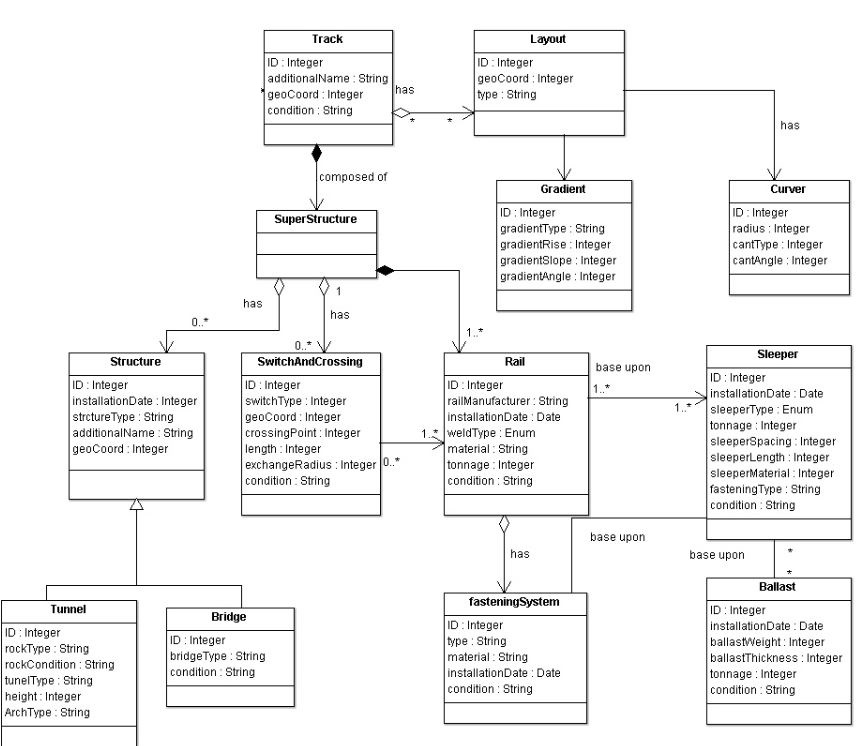 Track
ID : Integer
additionalName : String
geoCoord : Integer
condition : String
has
*
*
Layout
ID : Integer
geoCoord : Integer
type : String
has
composed of
Gradient
ID : Integer
gradientType : String
gradientRise : Integer
gradientSlope : Integer
gradientAngle : Integer
Curver
ID : Integer
radius : Integer
cantType : Integer
cantAngle : Integer
SuperStructure
has
0..*
1
has
0..*
1..*
Structure
ID : Integer
installationDate : Integer
strctureType : String
additionalName : String
geoCoord : Integer
SwitchAndCrossing
ID : Integer
switchType : Integer
geoCoord : Integer
crossingPoint : Integer
length : Integer
exchangeRadius : Integer
condition : String
1..*
0..*
Rail
ID : Integer
railManufacturer : String
installationDate : Date
weldType : Enum
material : String
tonnage : Integer
condition : String
base upon
1..*
1..*
Sleeper
ID : Integer
installationDate : Date
sleeperType : Enum
tonnage : Integer
sleeperSpacing : Integer
sleeperLength : Integer
sleeperMaterial : Integer
fasteningType : String
condition : String
has
base upon
base upon
*
*
Tunnel
ID : Integer
rockType : String
rockCondition : String
tunelType : String
height : Integer
ArchType : String
Bridge
ID : Integer
bridgeType : String
condition : String
fasteningSystem
ID : Integer
type : String
material : String
installationDate : Date
condition : String
Ballast
ID : Integer
installationDate : Date
ballastWeight : Integer
ballastThickness : Integer
tonnage : Integer
condition : String